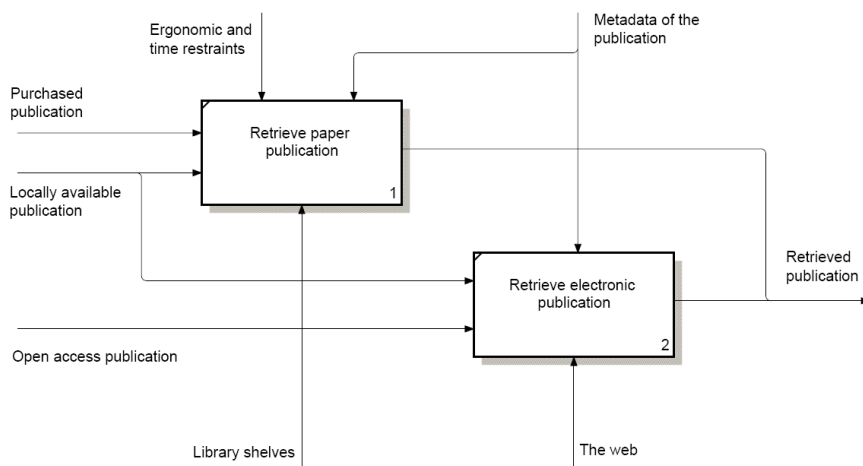 Ergonomic and
time restraints
Metadata of the
publication
Purchased
publication
Retrieve paper
publication
1
Locally available
publication
Retrieve electronic
publication
2
Retrieved
publication
Open access publication
Library shelves
The web